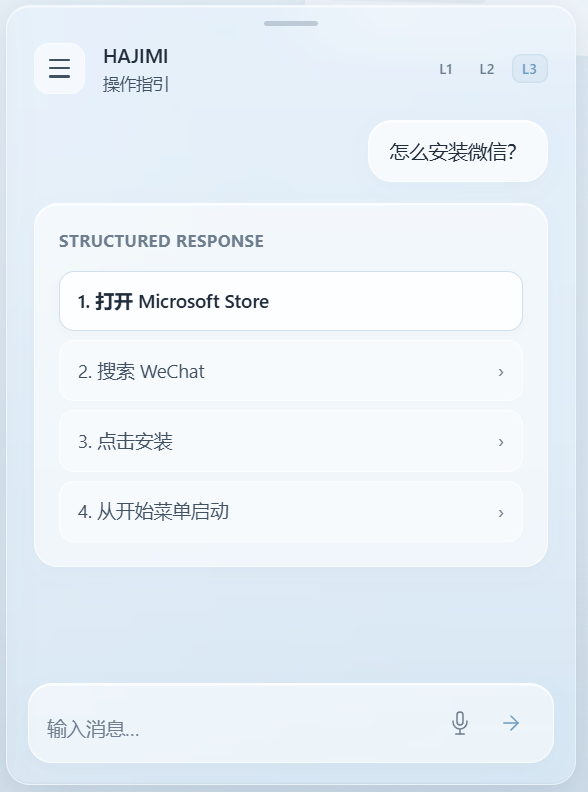 HAJIMI
操作指引
L1 L2 L3
怎么安装微信？
STRUCTURED RESPONSE
1. 打开 Microsoft Store
2. 搜索 WeChat
3. 点击安装
4. 从开始菜单启动
输入消息...